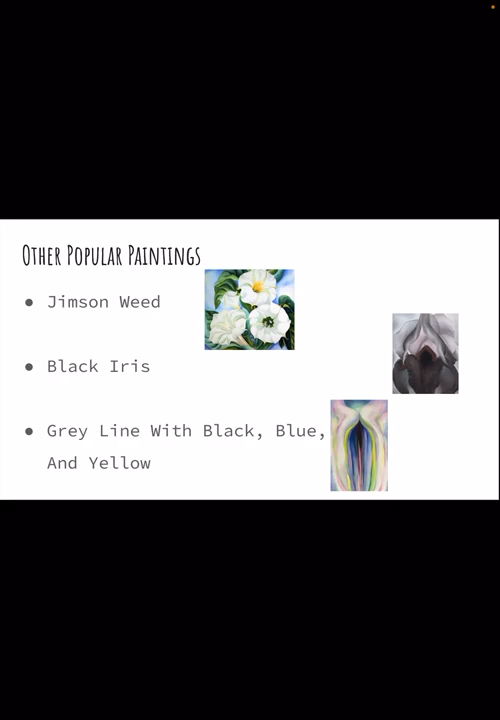 Other Popular Paintings
● Jimson Weed
● Black Iris
● Grey Line With Black, Blue,
And Yellow